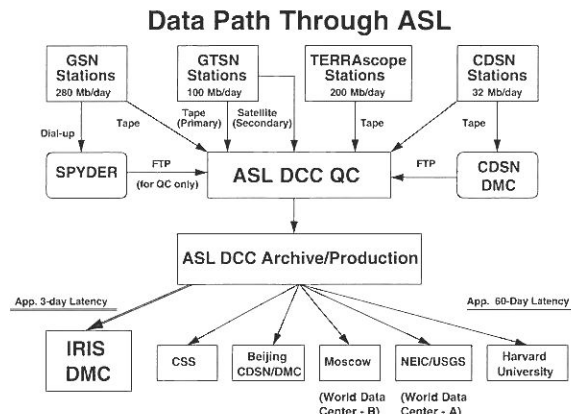 Data Path Through ASL
GSN
Stations
280 Mb/day
GTSN
Stations
100 Mb/day
TERRAscope
Stations
200 Mb/day
CDSN
Stations
32 Mb/day
Dial-up
Tape
Tape
(Primary)
Satellite
(Secondary)
Tape
Tape
SPYDER
FTP
(for QC only)
ASL DCC QC
FTP
CDSN
DMC
ASL DCC Archive/Production
App. 3-day Latency
App. 60-Day Latency
IRIS
DMC
CSS
Beijing
CDSN/DMC
Moscow
NEIC/USGS
Harvard
University
(World Data
Center - B)
(World Data
Center - A)